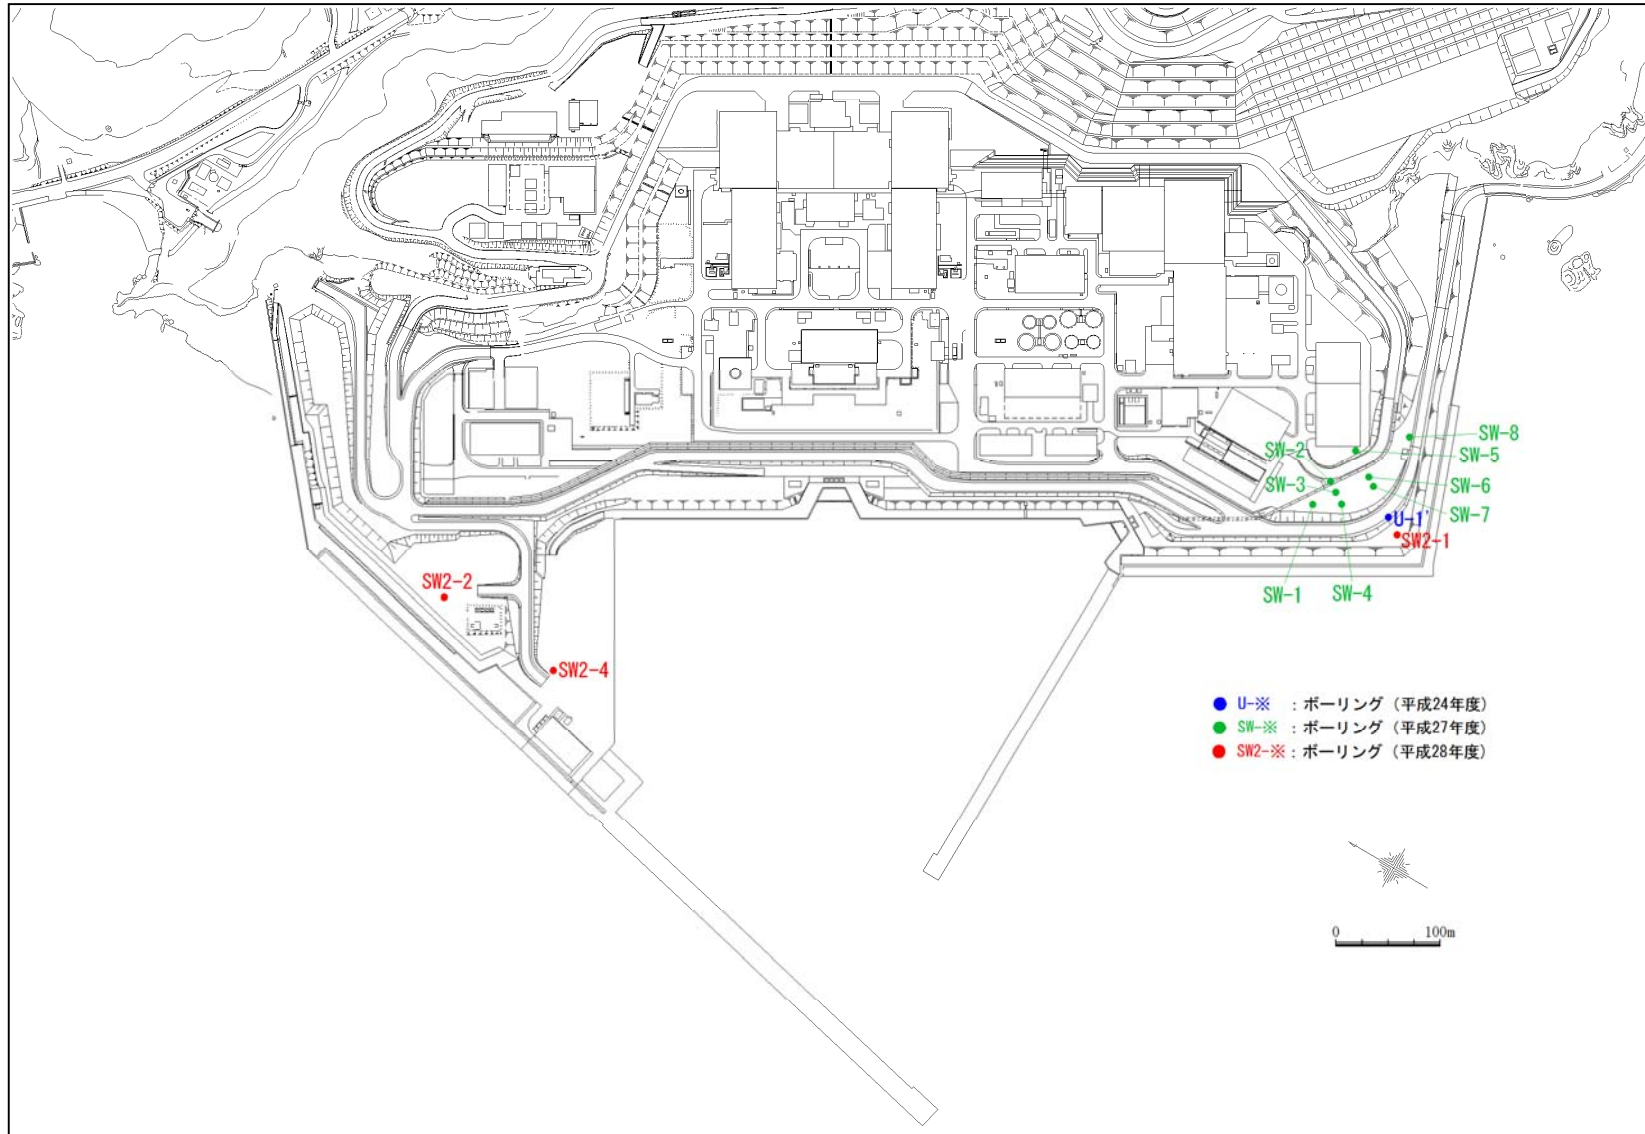 SW-8
SW-2
SW-5
SW-3
SW-6
SW-7
U-1'
SW2-1
SW-1
SW-4
SW2-2
SW2-4
U-※ ：ボーリング（平成24年度）
SW-※ ：ボーリング（平成27年度）
SW2-※：ボーリング（平成28年度）
0 100m